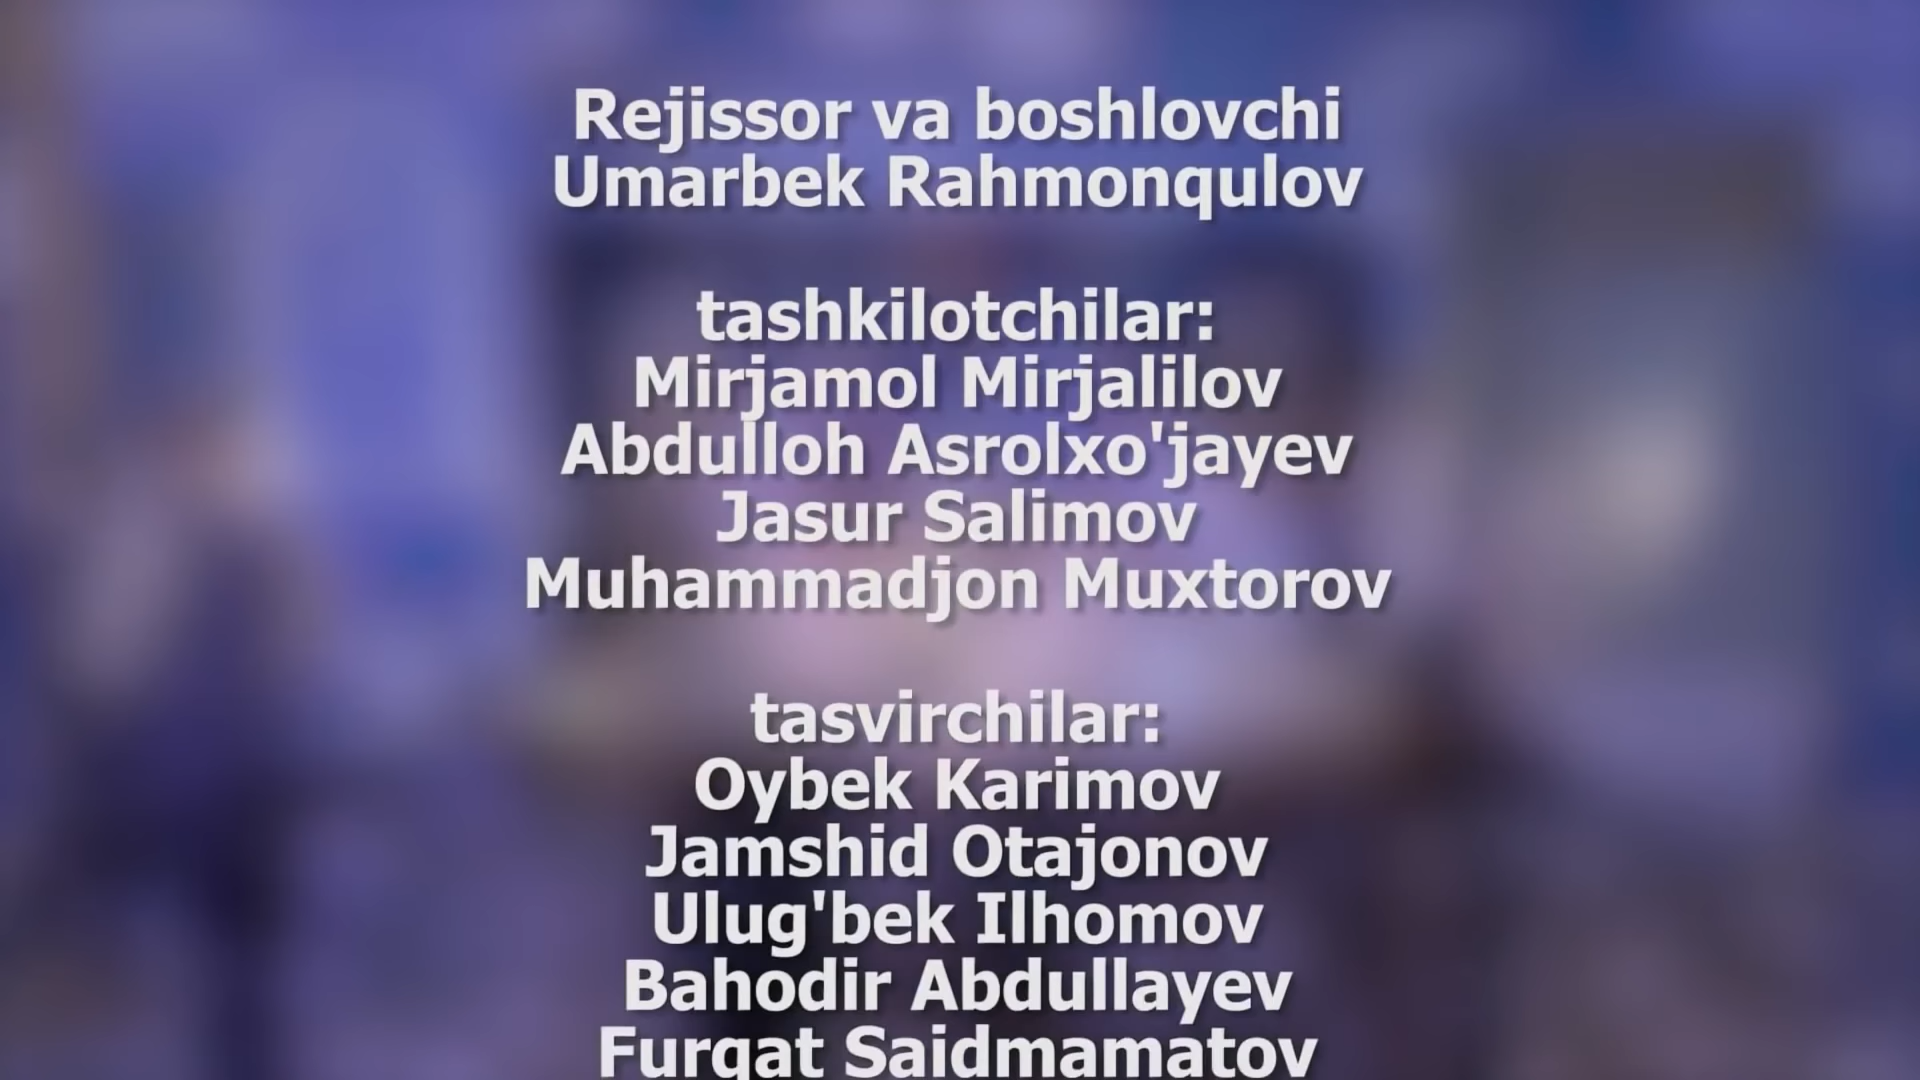 Rejissor va boshlovchi
Umarbek Rahmonqulov
tashkilotchilar:
Mirjamol Mirjalilov
Abdulloh Asrolxo'jayev
Jasur Salimov
Muhammadjon Muxtorov
tasvirchilar:
Oybek Karimov
Jamshid Otajonov
Ulug'bek Ilhomov
Bahodir Abdullayev
Furqat Saidmamatov